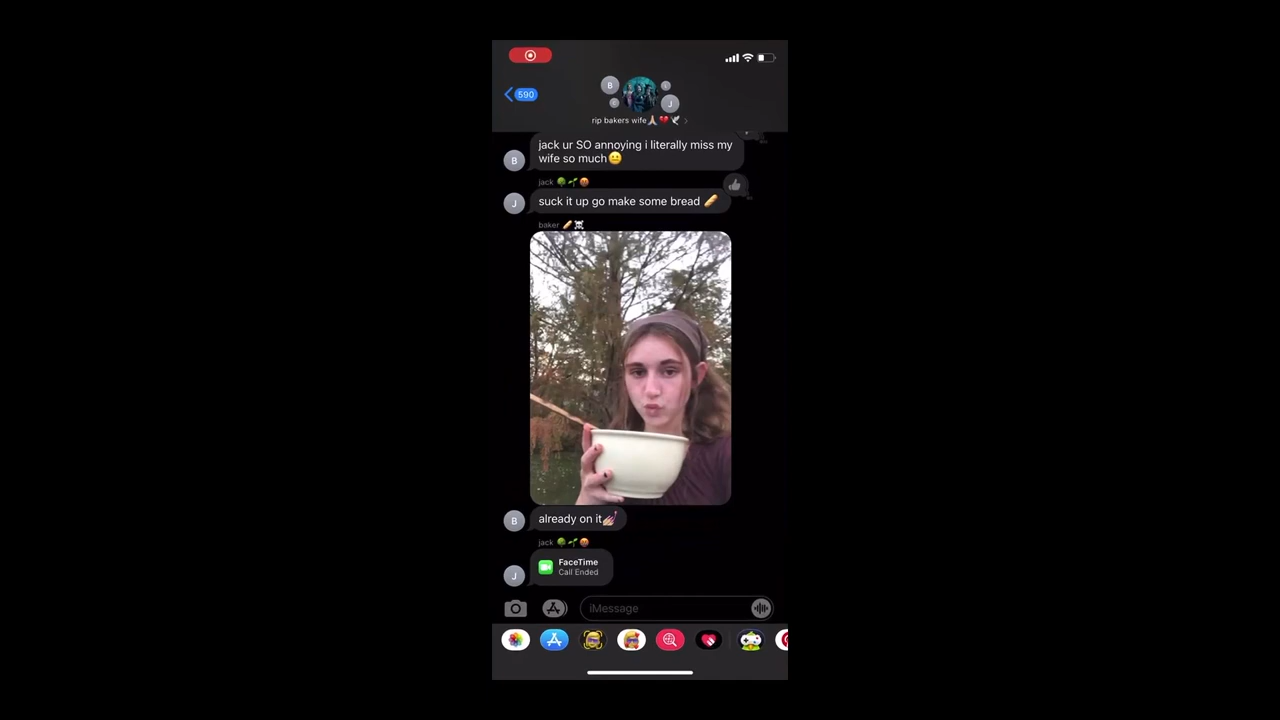 590
B
L
C
J
rip bakers wife🙏🏼💔🕊 >
jack ur SO annoying i literally miss my
wife so much😐
B
jack 🌳🌱😡
suck it up go make some bread 🥖
J
baker 🥖☠️
already on it💅🏼
B
jack 🌳🌱😡
FaceTime
Call Ended
J
iMessage